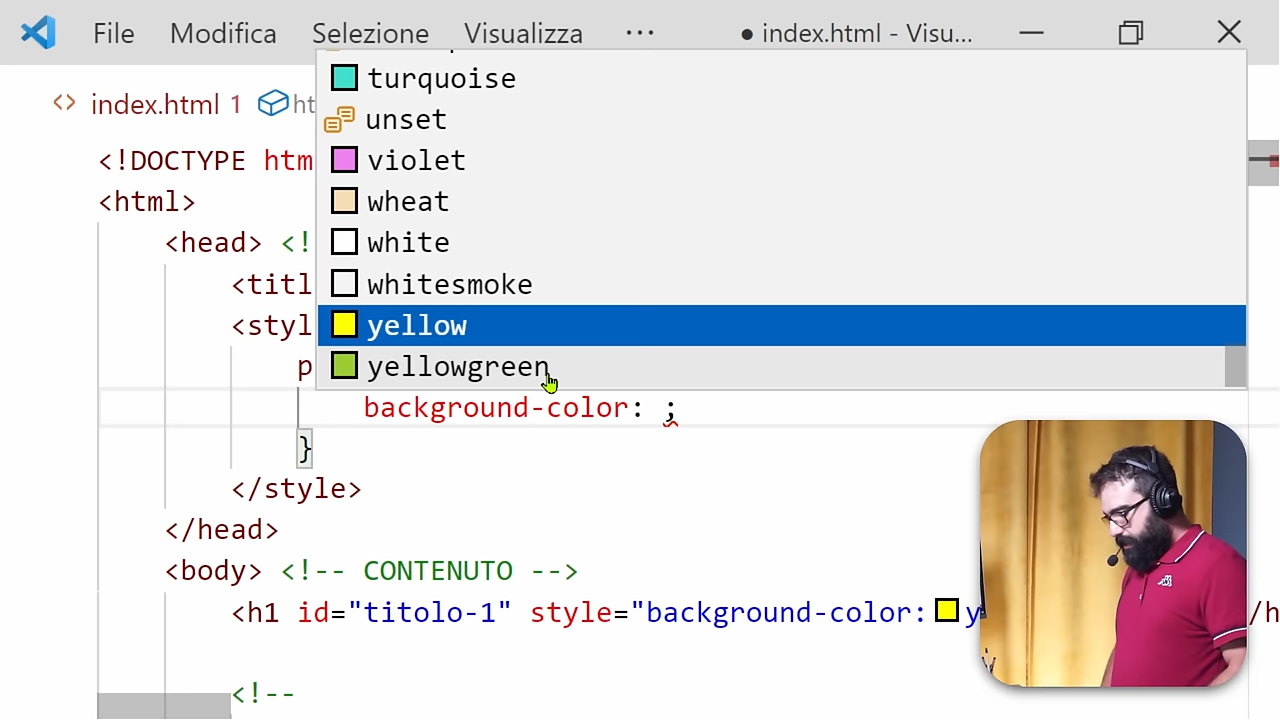 File Modifica Selezione Visualizza ··· ● index.html - Visu...
index.html 1 ht
turquoise
unset
violet
wheat
white
whitesmoke
yellow
yellowgreen
<!DOCTYPE htm
<html>
<head> <!
<titl
<styl
p
background-color: ;
}
</style>
</head>
<body> <!-- CONTENUTO -->
<h1 id="titolo-1" style="background-color: y /h
<!--